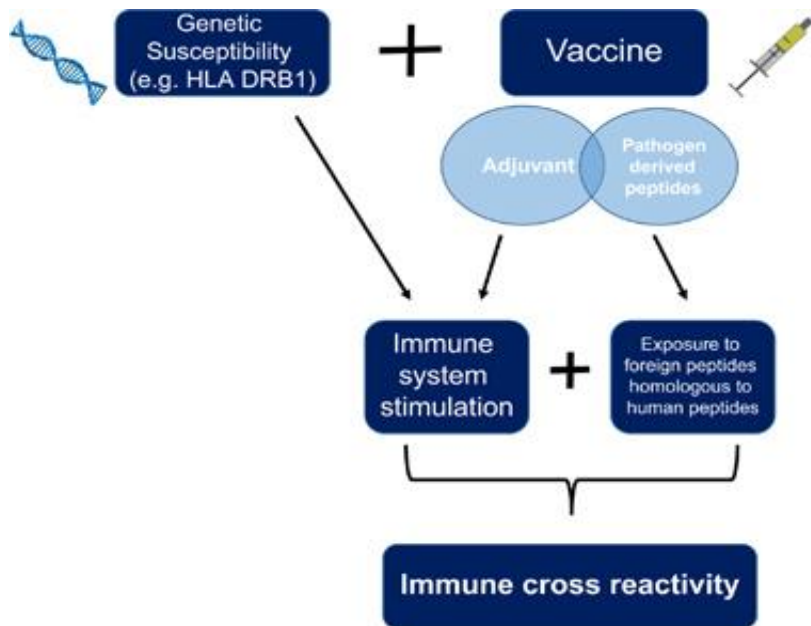 Genetic
Susceptibility
(e.g. HLA DRB1)
+
Vaccine
Adjuvant
Pathogen
derived
peptides
Immune
system
stimulation
+
Exposure to
foreign peptides
homologous to
human peptides
Immune cross reactivity